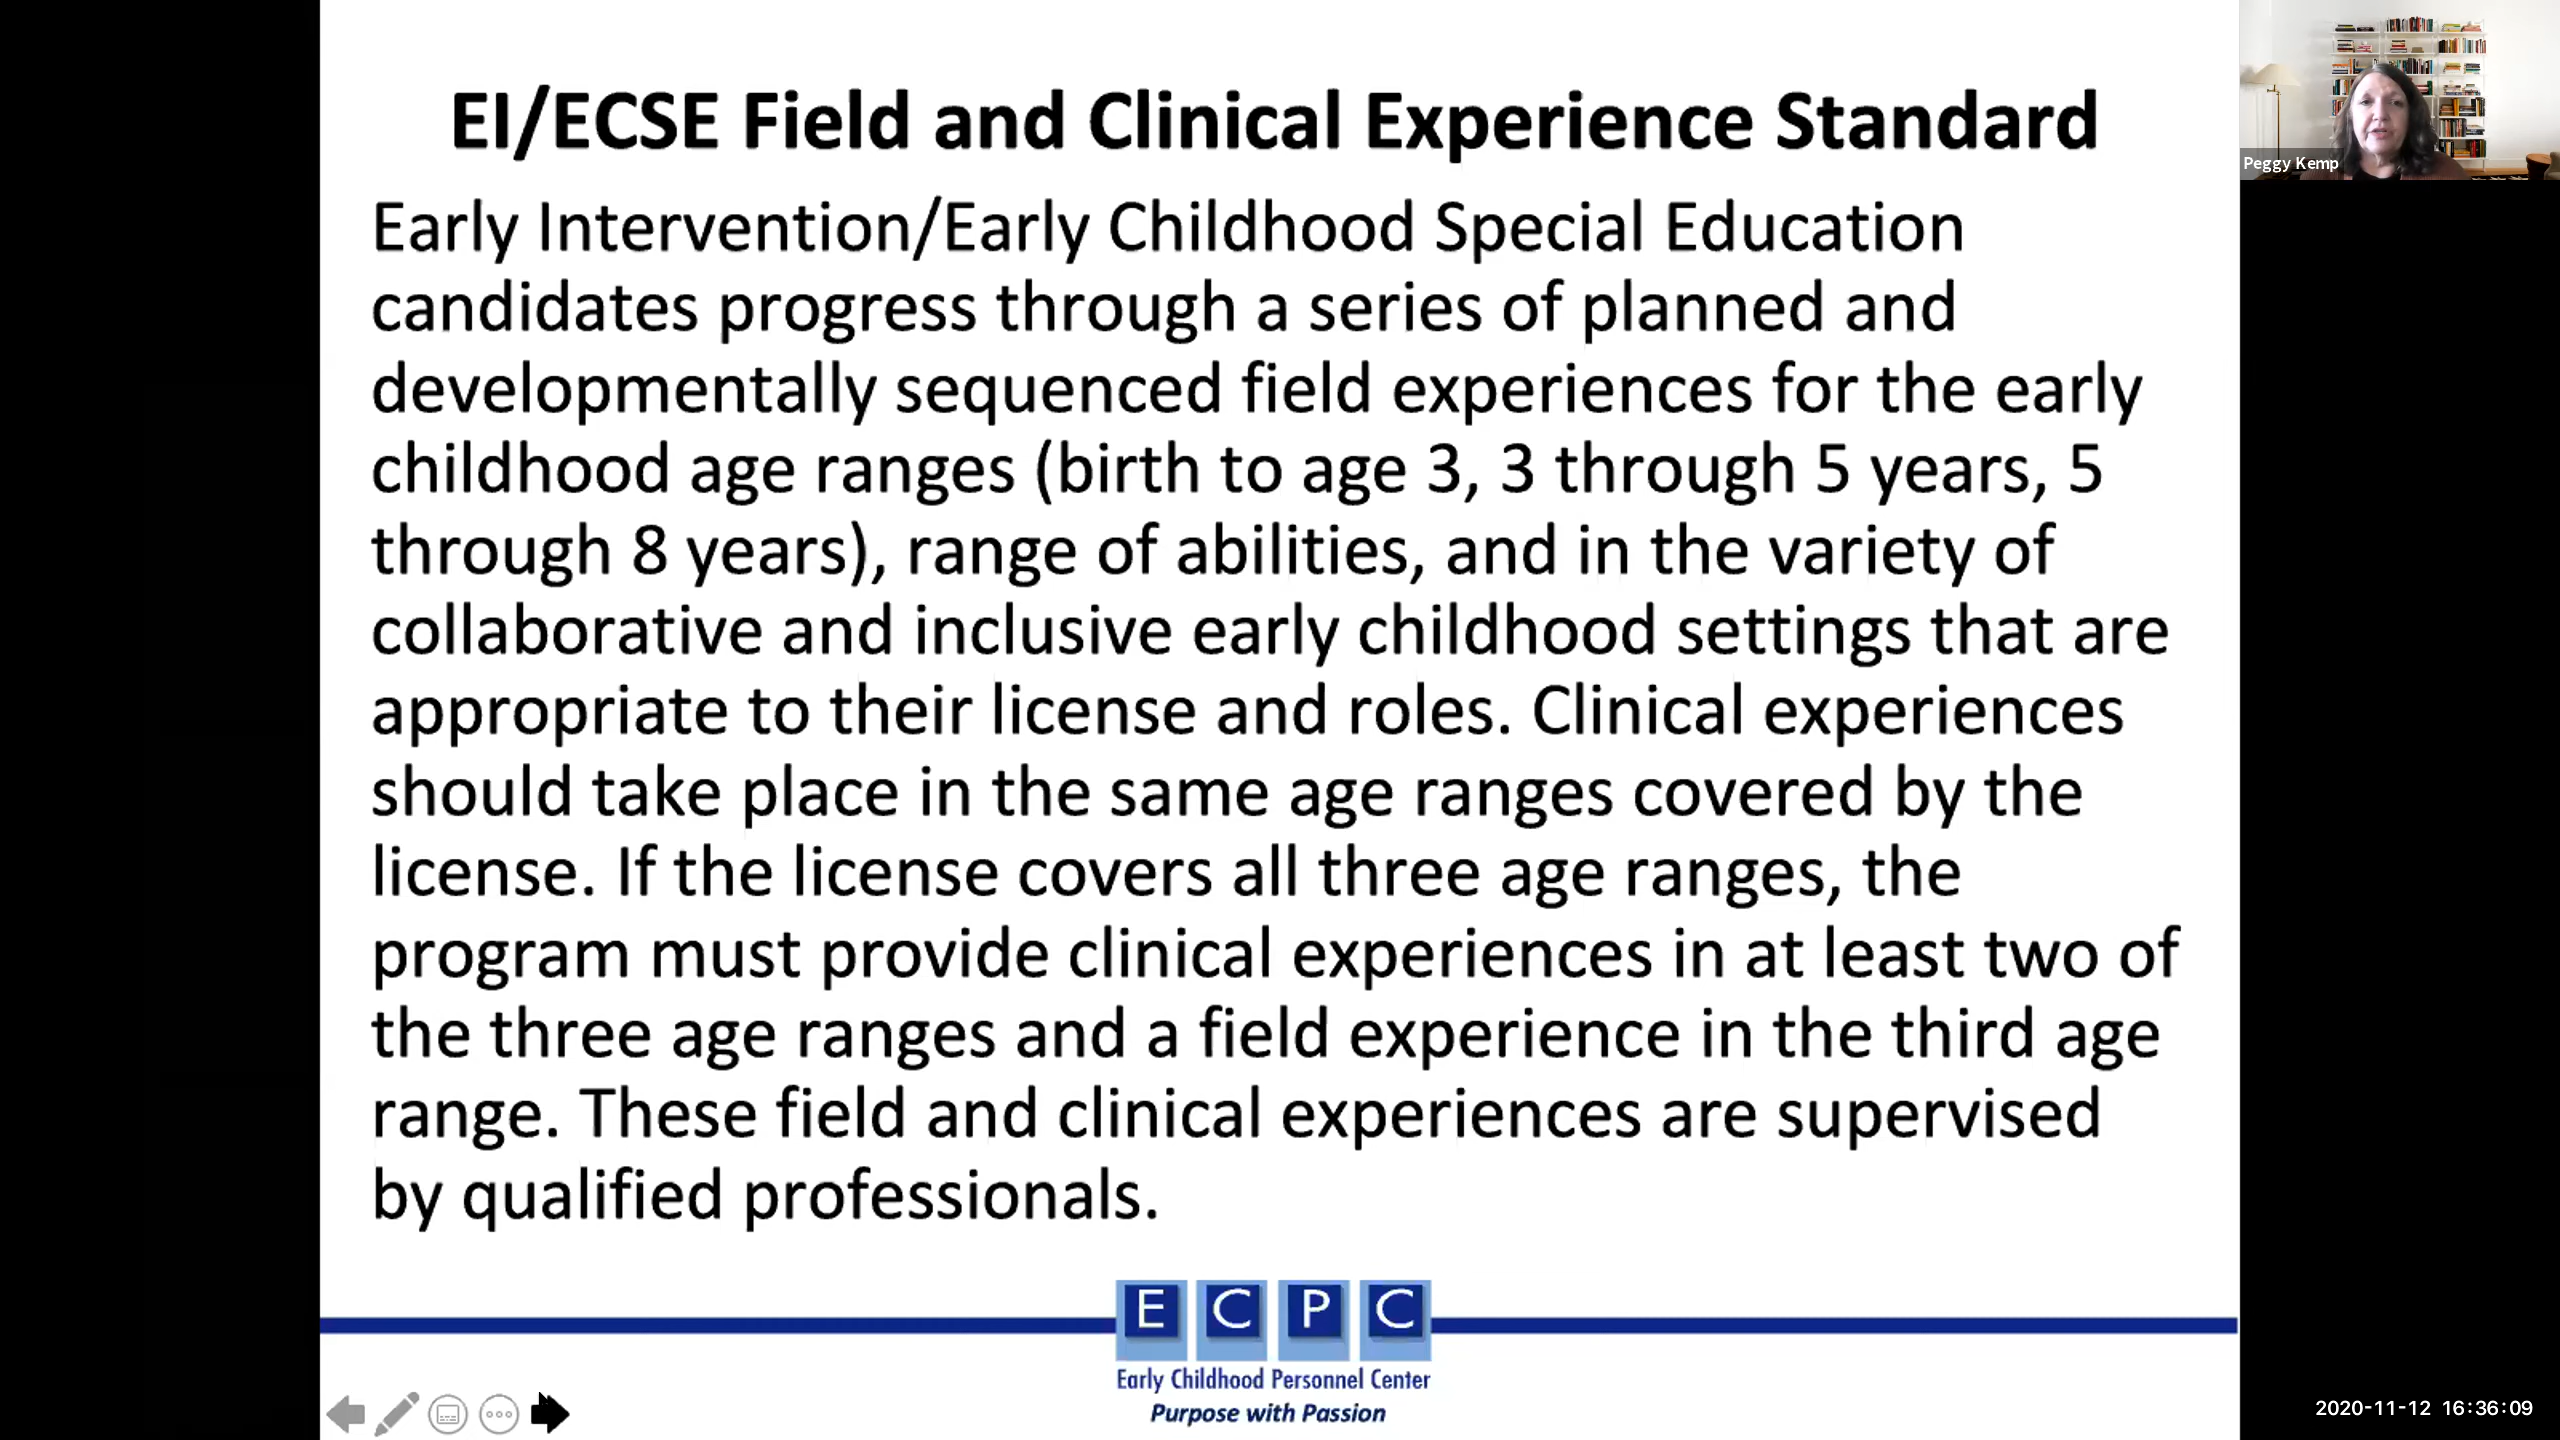 EI/ECSE Field and Clinical Experience Standard
Early Intervention/Early Childhood Special Education
candidates progress through a series of planned and
developmentally sequenced field experiences for the early
childhood age ranges (birth to age 3, 3 through 5 years, 5
through 8 years), range of abilities, and in the variety of
collaborative and inclusive early childhood settings that are
appropriate to their license and roles. Clinical experiences
should take place in the same age ranges covered by the
license. If the license covers all three age ranges, the
program must provide clinical experiences in at least two of
the three age ranges and a field experience in the third age
range. These field and clinical experiences are supervised
by qualified professionals.
E C P C
Early Childhood Personnel Center
Purpose with Passion
Peggy Kemp
2020-11-12 16:36:09